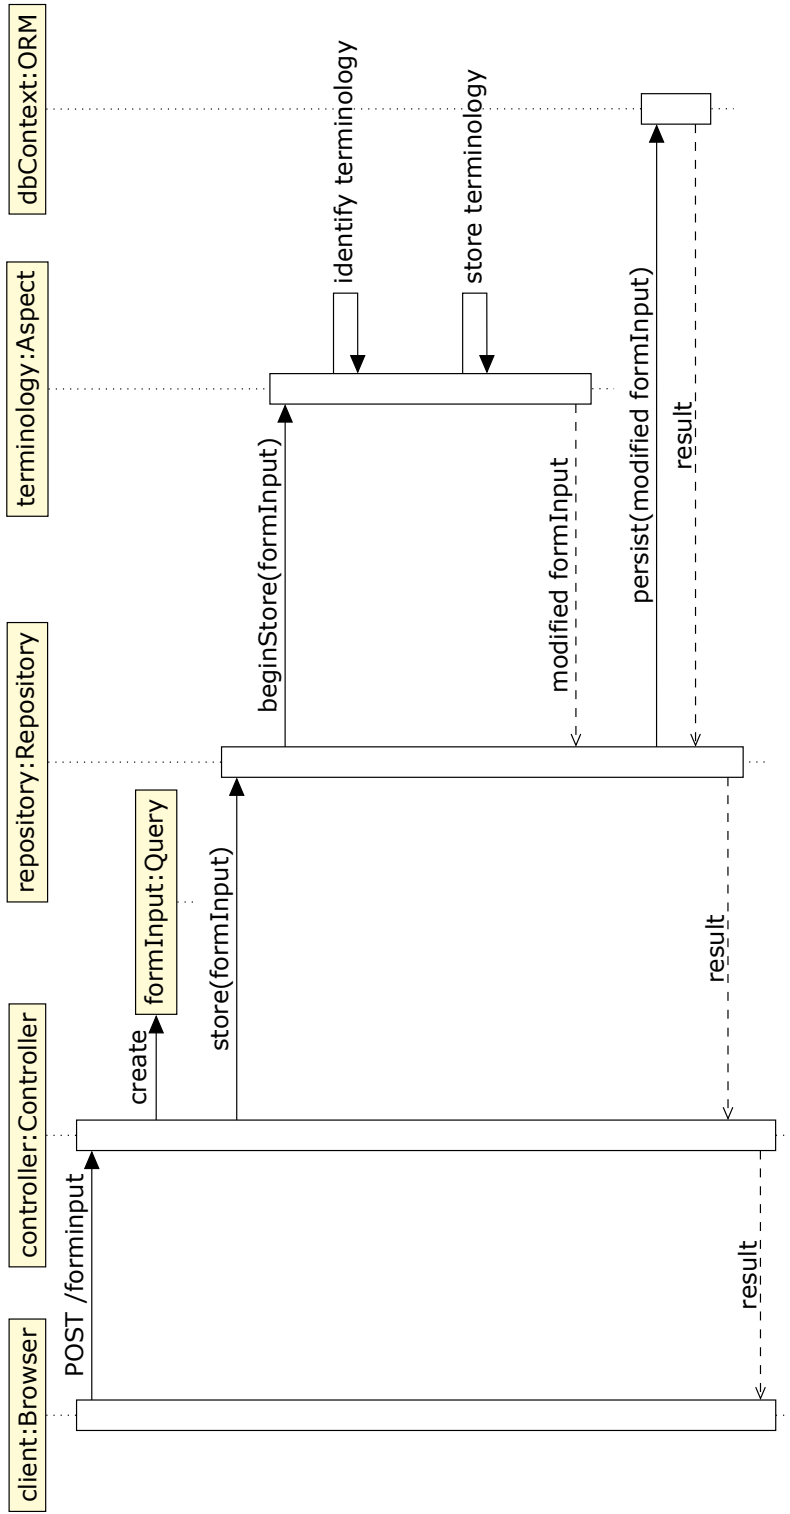 client:Browser
controller:Controller
repository:Repository
terminology:Aspect
dbContext:ORM
POST /forminput
create
formInput:Query
store(formInput)
beginStore(formInput)
identify terminology
store terminology
modified formInput
persist(modified formInput)
result
result
result